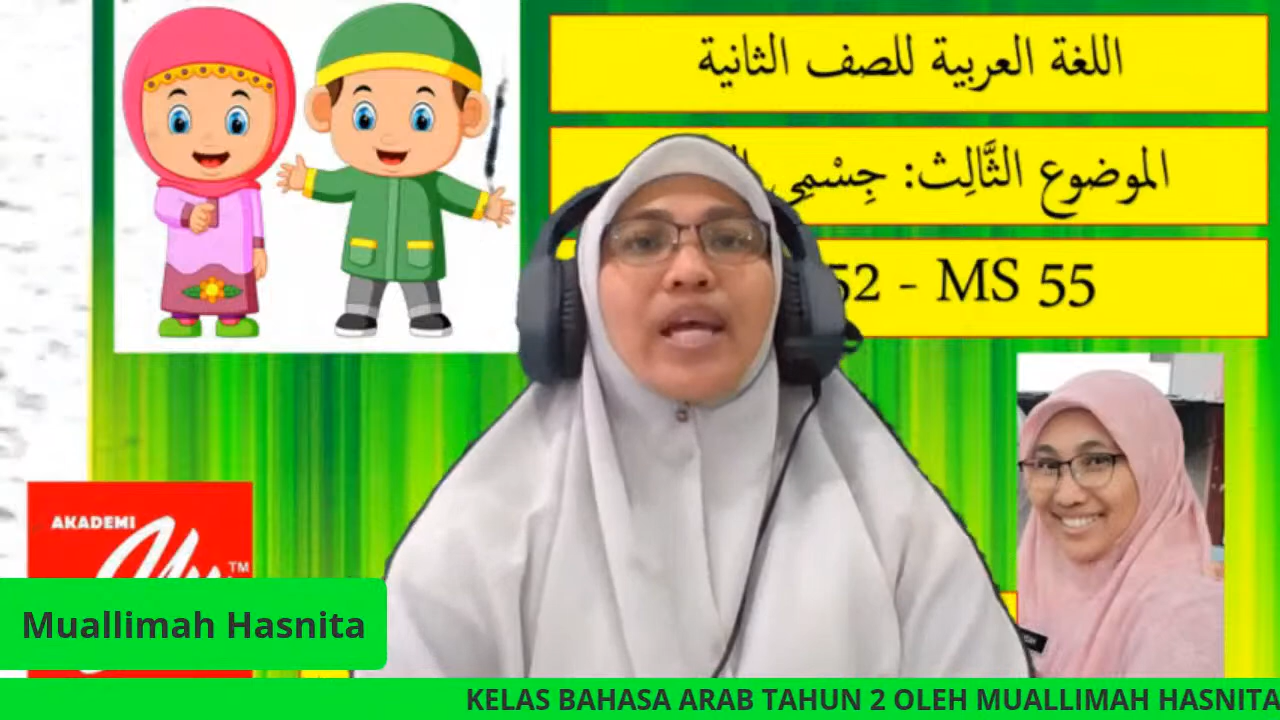 اللغة العربية للصف الثانية
الموضوع الثَّالِث: جِسْمِي
52 - MS 55
AKADEMI
TM
Muallimah Hasnita
KELAS BAHASA ARAB TAHUN 2 OLEH MUALLIMAH HASNITA